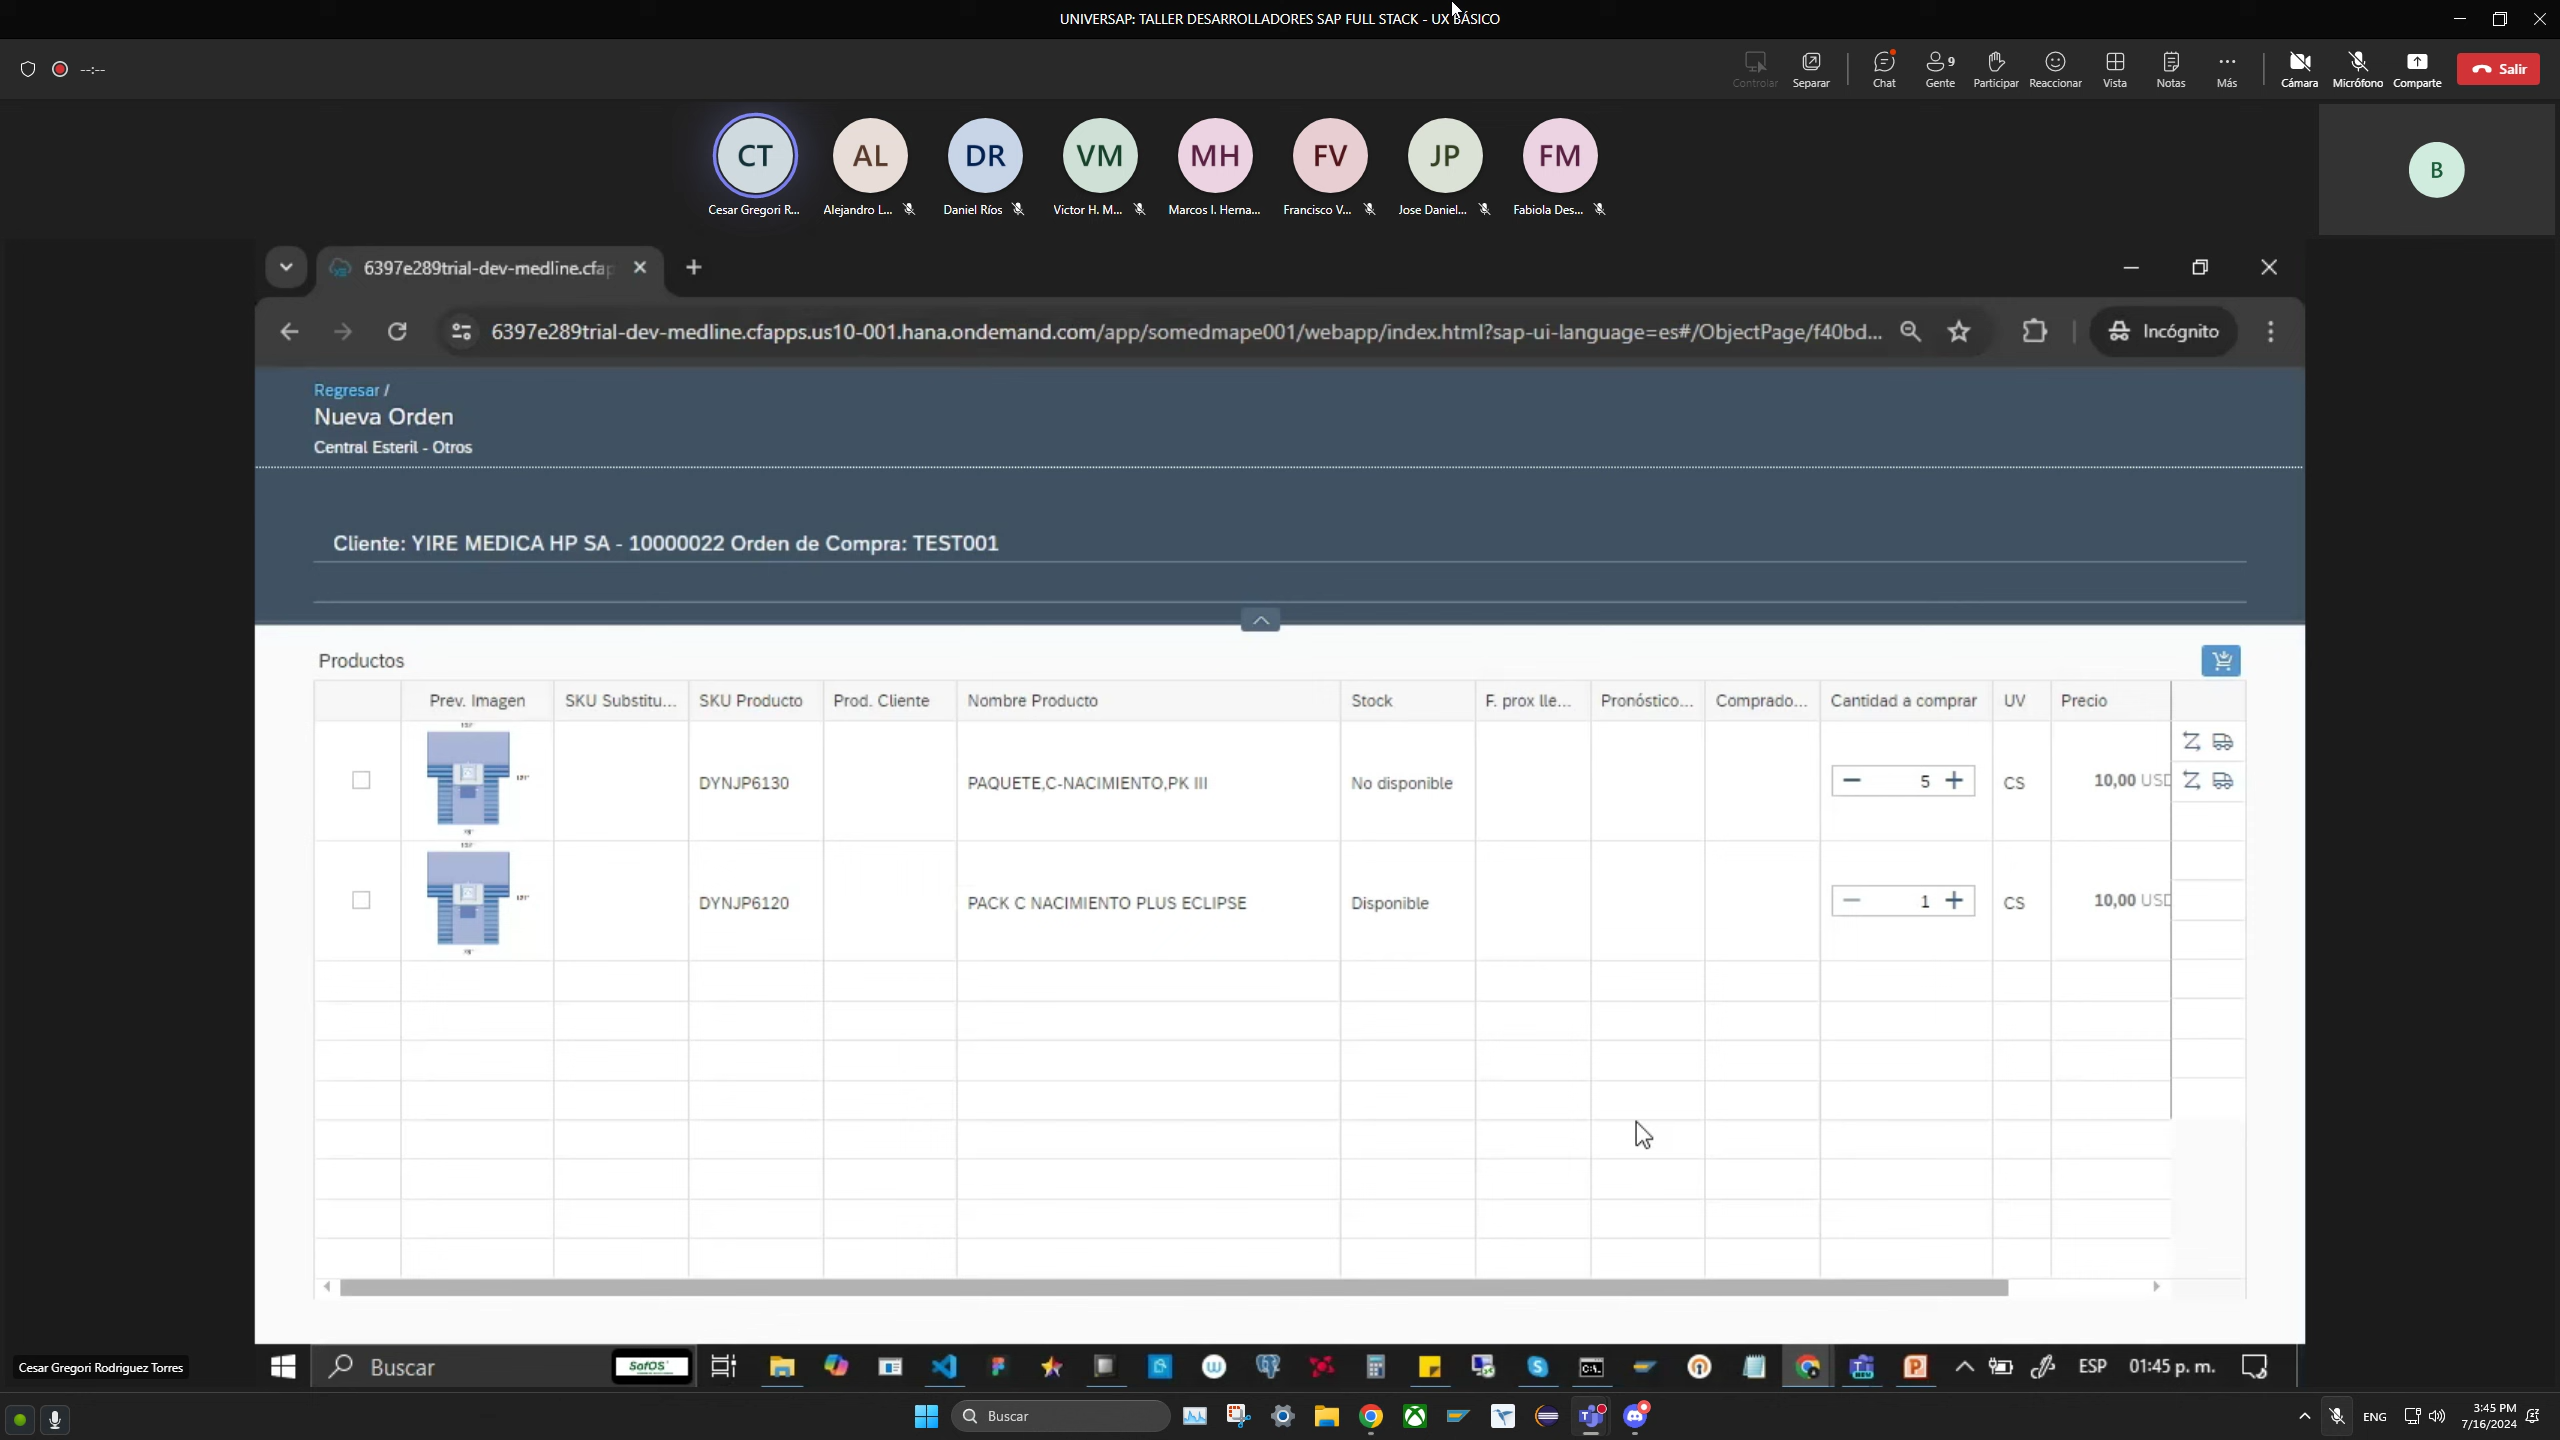 UNIVERSAP: TALLER DESARROLLADORES SAP FULL STACK - UX BÁSICO
--:--
Controlar
Separar
Chat
9
Gente
Participar
Reaccionar
Vista
Notas
Más
Cámara
Micrófono
Comparte
Salir
CT
AL
DR
VM
MH
FV
JP
FM
B
Cesar Gregori R...
Alejandro L...
Daniel Ríos
Victor H. M...
Marcos I. Herna...
Francisco V...
Jose Daniel...
Fabiola Des...
6397e289trial-dev-medline.cfap
6397e289trial-dev-medline.cfapps.us10-001.hana.ondemand.com/app/somedmape001/webapp/index.html?sap-ui-language=es#/ObjectPage/f40bd...
Incógnito
Regresar /
Nueva Orden
Central Esteril - Otros
Cliente: YIRE MEDICA HP SA - 10000022 Orden de Compra: TEST001
Productos
Prev. Imagen
SKU Substitu...
SKU Producto
Prod. Cliente
Nombre Producto
Stock
F. prox lle...
Pronóstico...
Comprado...
Cantidad a comprar
UV
Precio
DYNJP6130
PAQUETE,C-NACIMIENTO,PK III
No disponible
5
CS
10,00 USD
DYNJP6120
PACK C NACIMIENTO PLUS ECLIPSE
Disponible
1
CS
10,00 USD
Cesar Gregori Rodriguez Torres
Buscar
SofOS
ESP
01:45 p. m.
Buscar
ENG
3:45 PM
7/16/2024